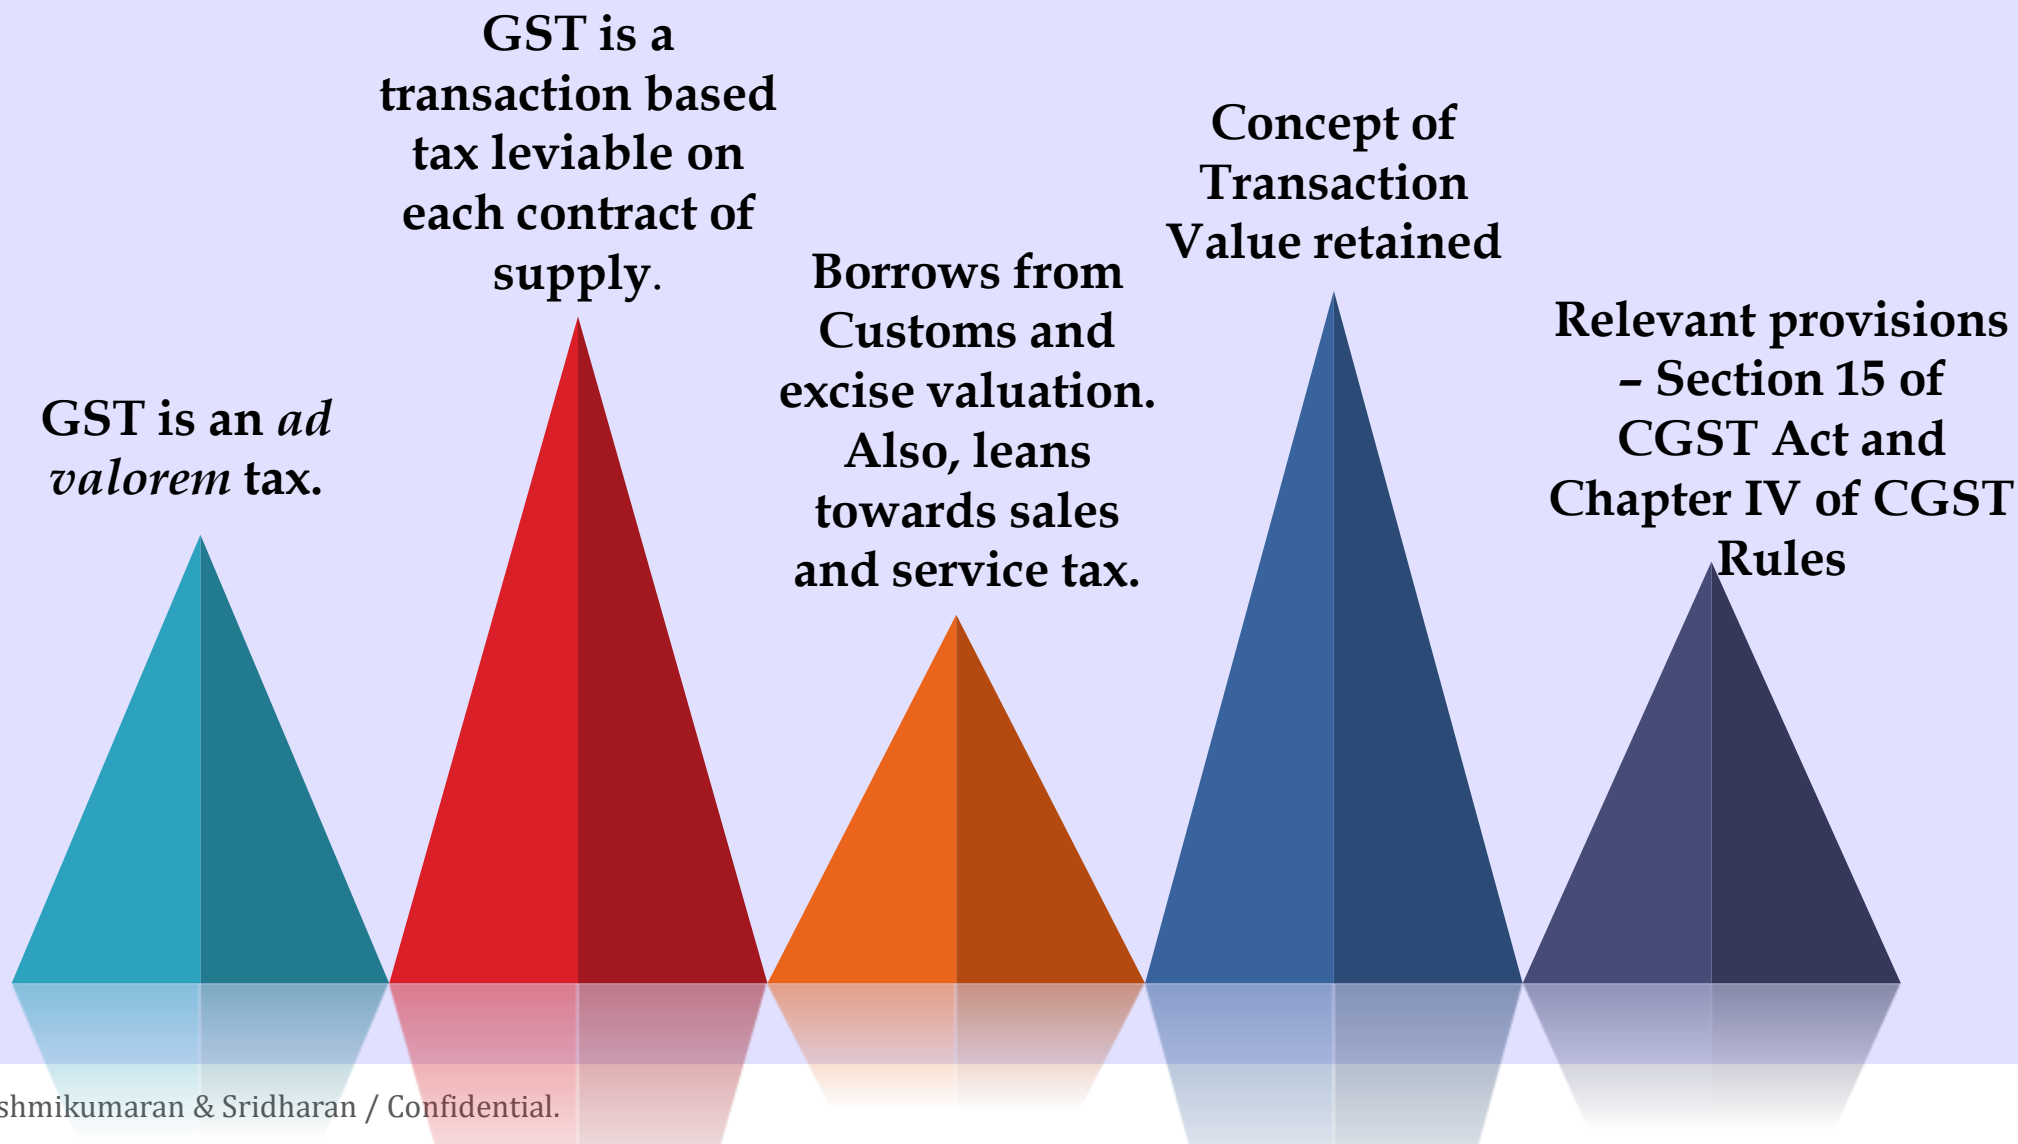 GST is an ad
valorem tax.
GST is a
transaction based
tax leviable on
each contract of
supply.
Borrows from
Customs and
excise valuation.
Also, leans
towards sales
and service tax.
Concept of
Transaction
Value retained
Relevant provisions
– Section 15 of
CGST Act and
Chapter IV of CGST
Rules
shmikumaran & Sridharan / Confidential.